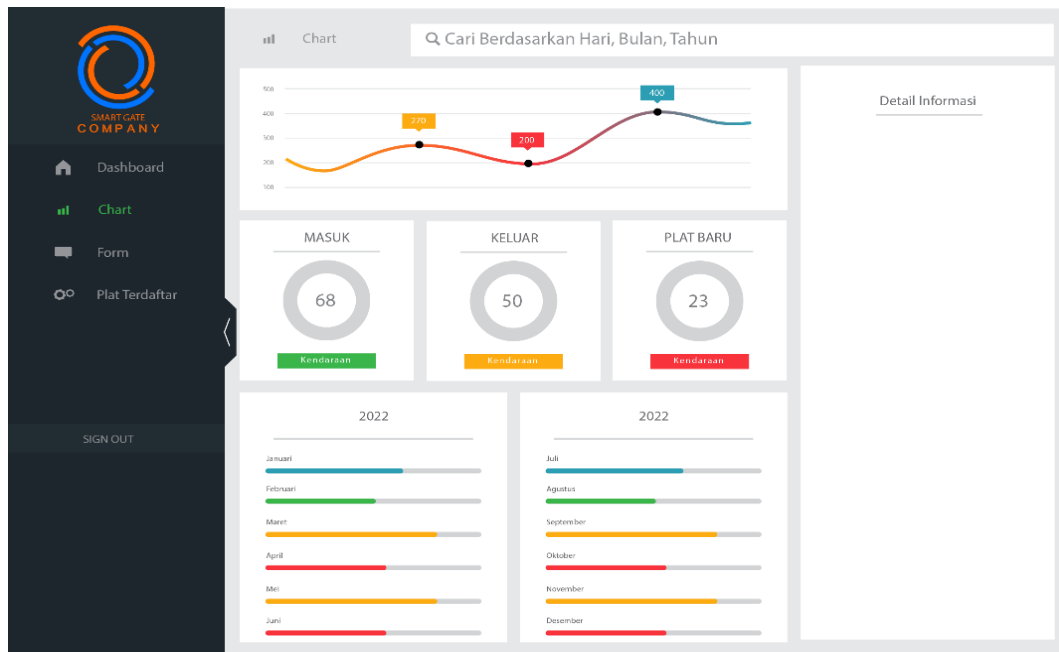 SMART GATE
COMPANY
Dashboard
Chart
Form
Plat Terdaftar
SIGN OUT
Chart
Cari Berdasarkan Hari, Bulan, Tahun
500
400
300
200
100
270
200
400
MASUK
68
Kendaraan
KELUAR
50
Kendaraan
PLAT BARU
23
Kendaraan
2022
Januari
Februari
Maret
April
Mei
Juni
2022
Juli
Agustus
September
Oktober
November
Desember
Detail Informasi